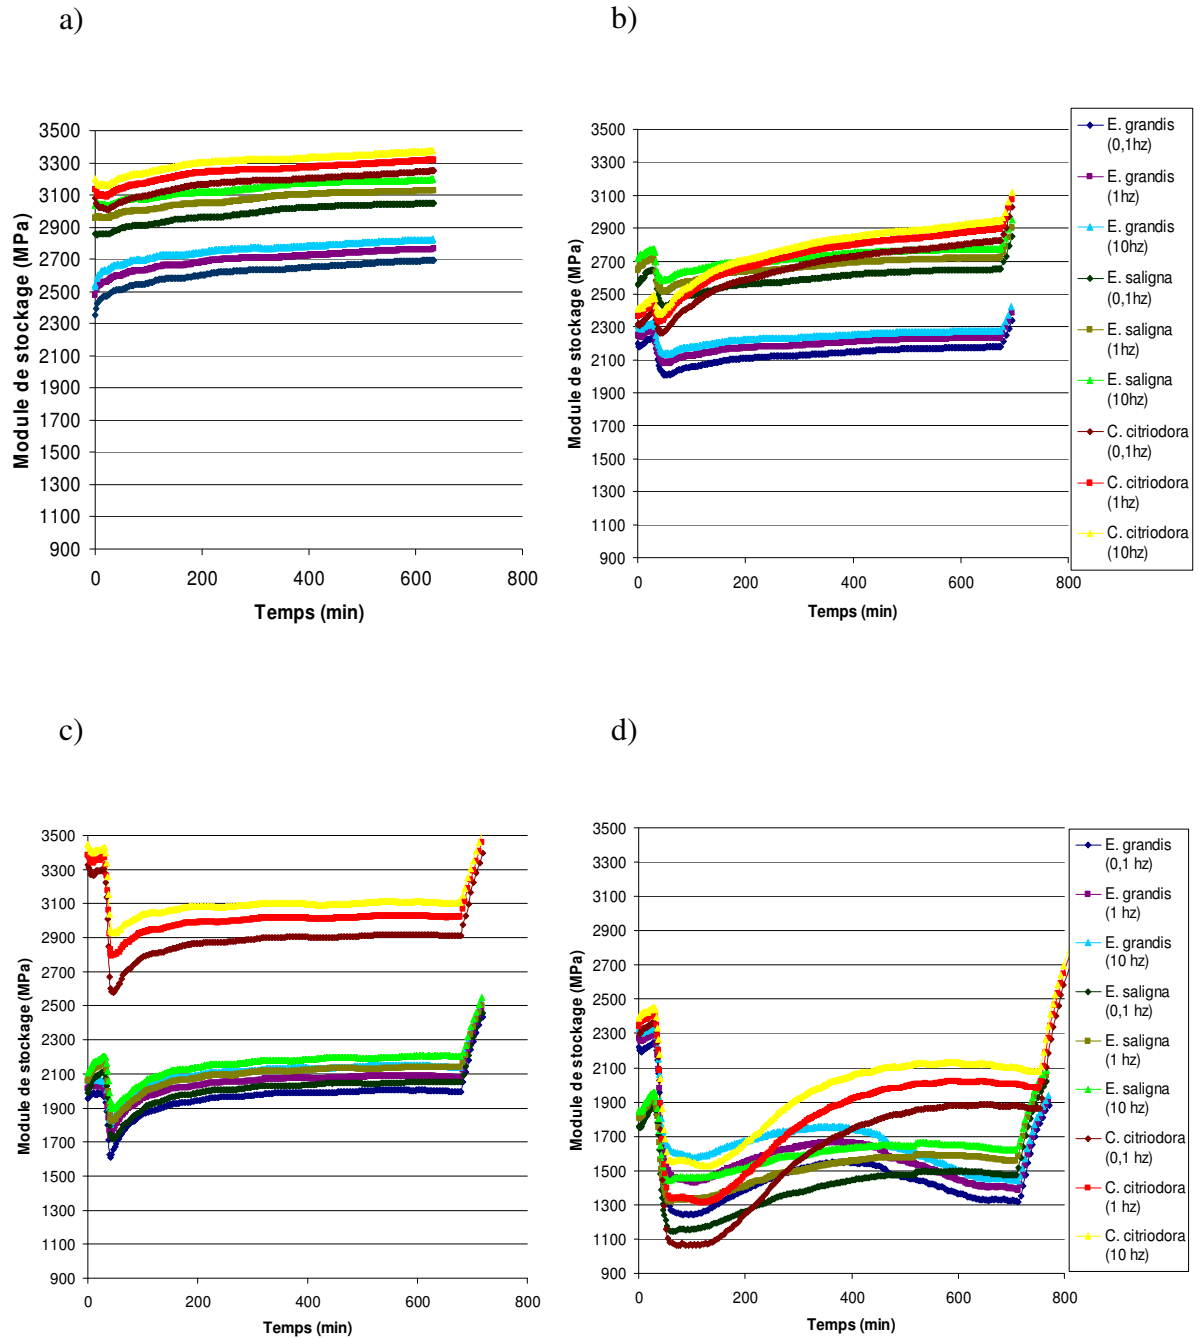 a)
b)
3500
3300
3100
2900
2700
2500
2300
2100
1900
1700
1500
1300
1100
900
0
200
400
600
800
Temps (min)
Module de stockage (MPa)
3500
3300
3100
2900
2700
2500
2300
2100
1900
1700
1500
1300
1100
900
0
200
400
600
800
Temps (min)
Module de stockage (MPa)
E. grandis
(0,1hz)
E. grandis
(1hz)
E. grandis
(10hz)
E. saligna
(0,1hz)
E. saligna
(1hz)
E. saligna
(10hz)
C. citriodora
(0,1hz)
C. citriodora
(1hz)
C. citriodora
(10hz)
c)
d)
3500
3300
3100
2900
2700
2500
2300
2100
1900
1700
1500
1300
1100
900
0
200
400
600
800
Temps (min)
Module de stockage (MPa)
3500
3300
3100
2900
2700
2500
2300
2100
1900
1700
1500
1300
1100
900
0
200
400
600
800
Temps (min)
Module de stockage (MPa)
E. grandis
(0,1 hz)
E. grandis
(1 hz)
E. grandis
(10 hz)
E. saligna
(0,1 hz)
E. saligna
(1 hz)
E. saligna
(10 hz)
C. citriodora
(0,1 hz)
C. citriodora
(1 hz)
C. citriodora
(10 hz)